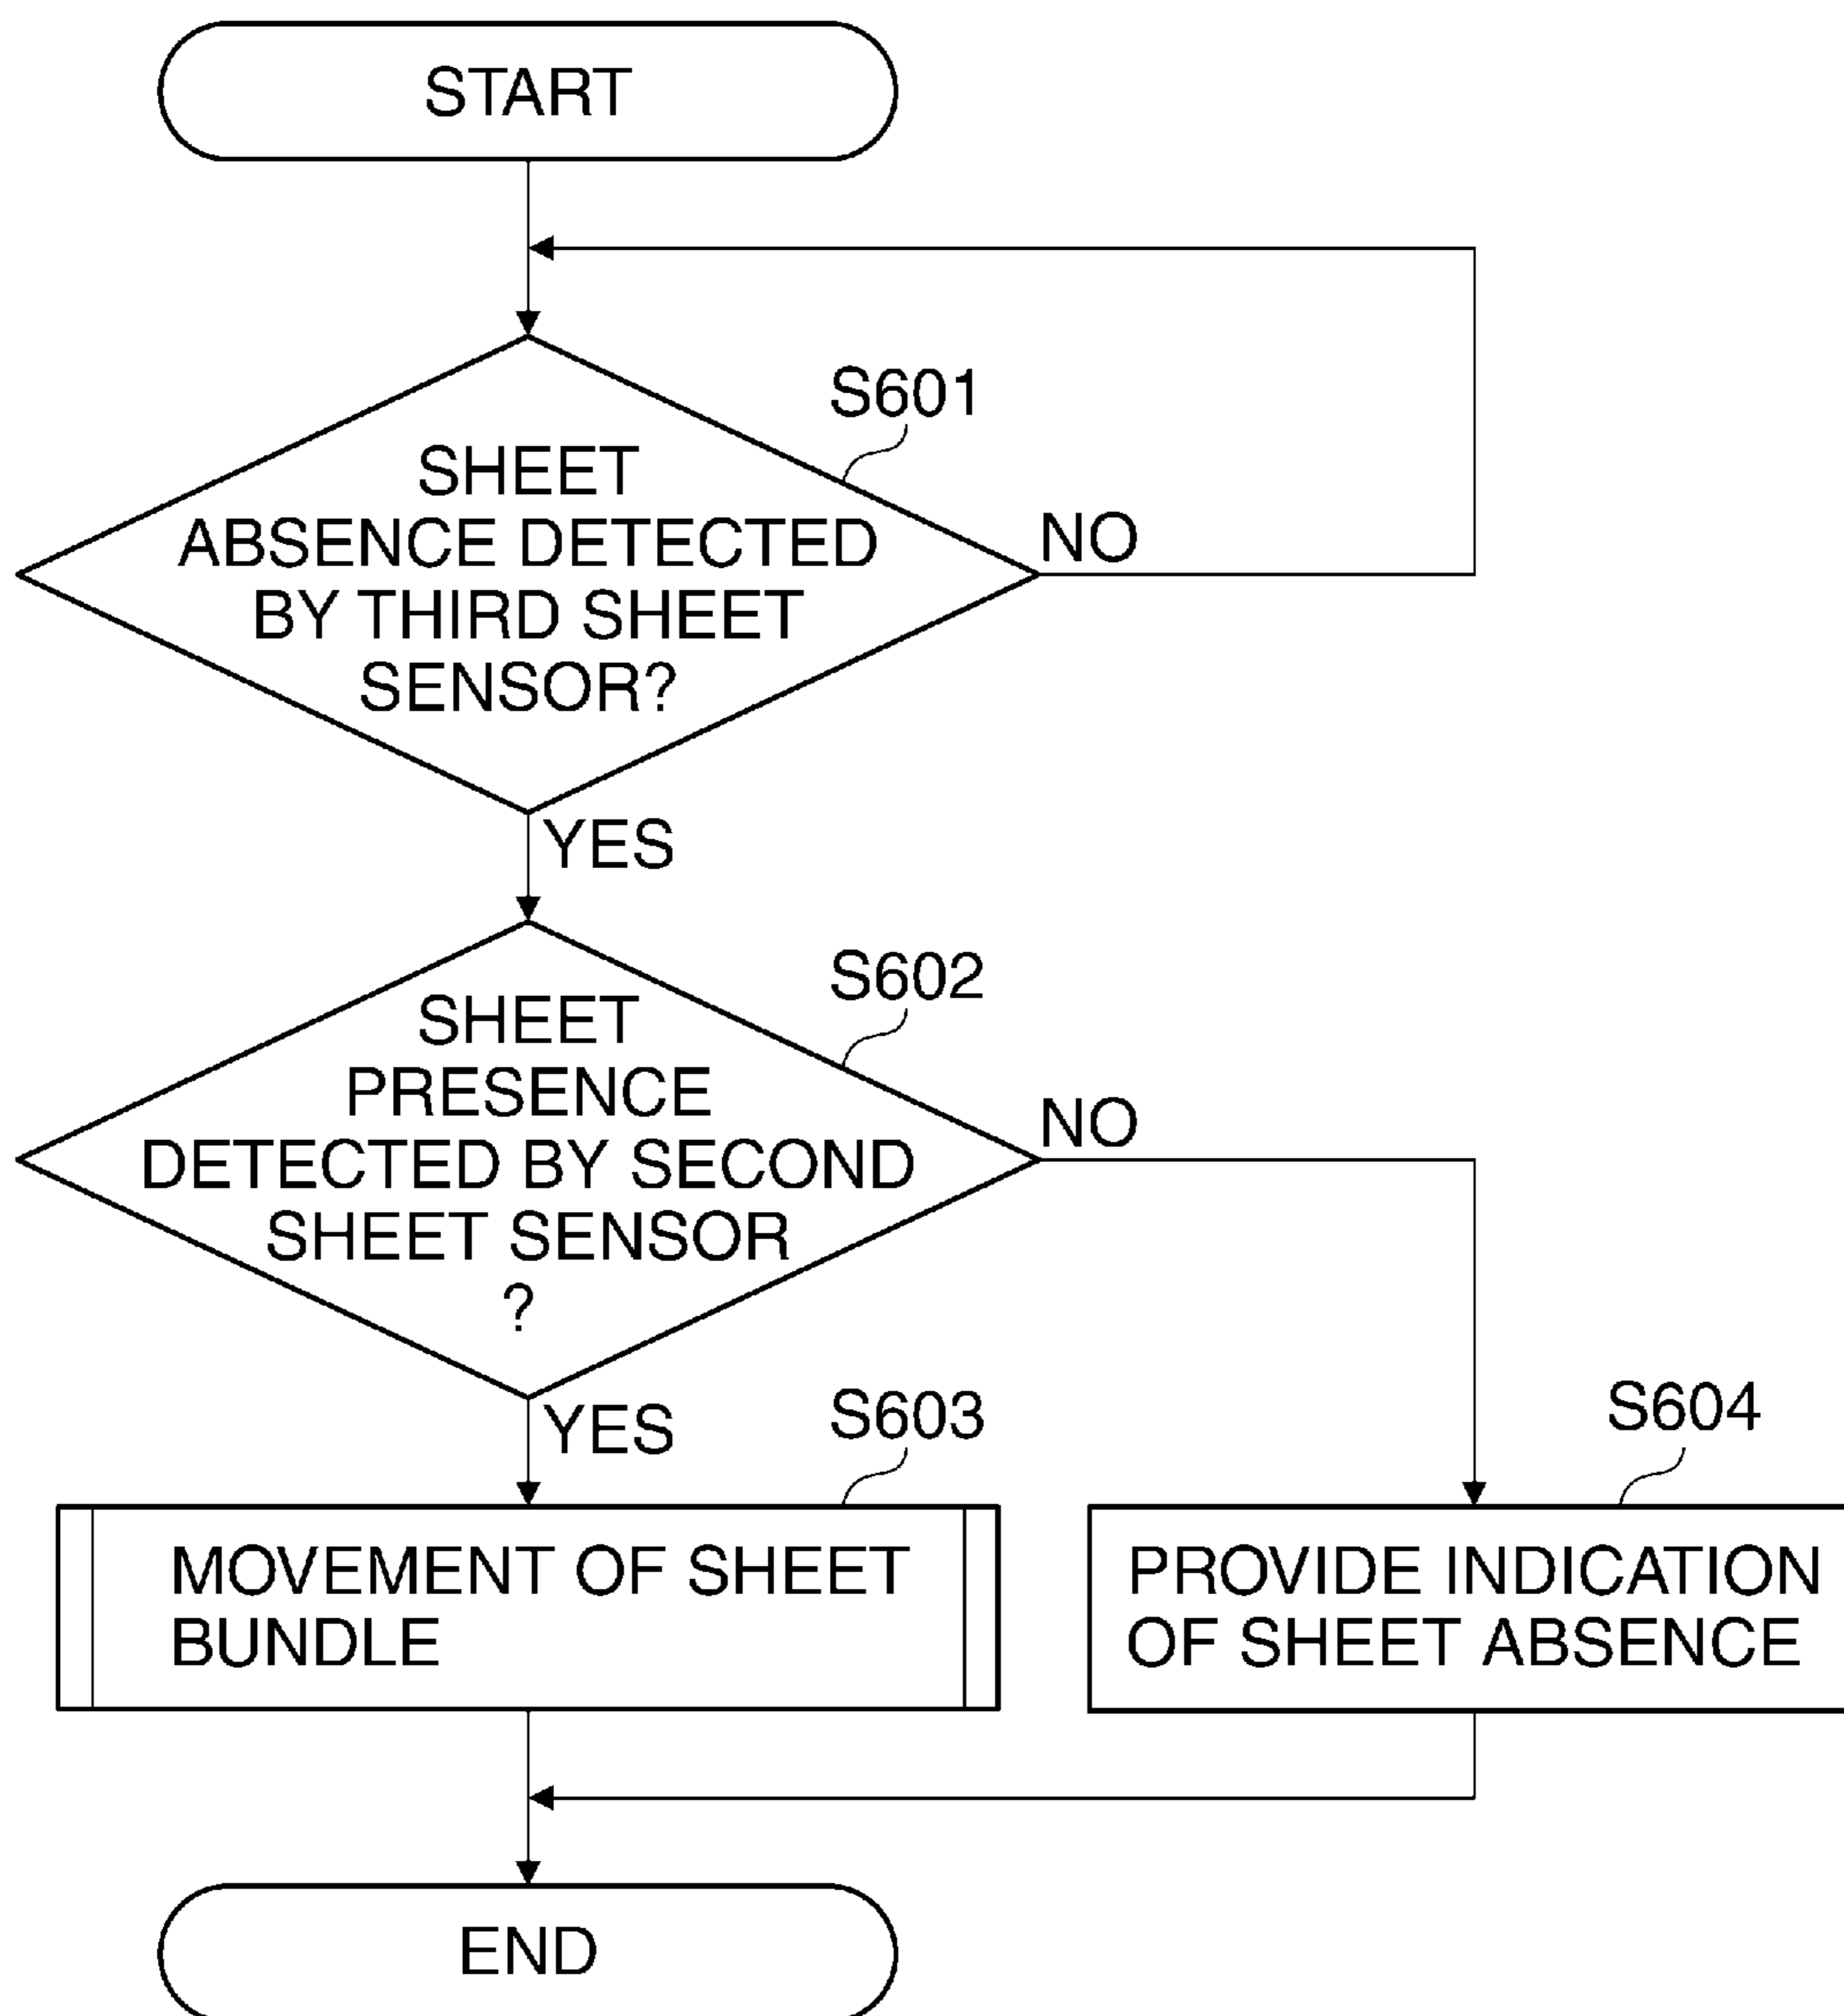 START
S601
SHEET
ABSENCE DETECTED
BY THIRD SHEET
SENSOR?
NO
YES
S602
SHEET
PRESENCE
DETECTED BY SECOND
SHEET SENSOR
?
NO
YES
S603
MOVEMENT OF SHEET
BUNDLE
S604
PROVIDE INDICATION
OF SHEET ABSENCE
END